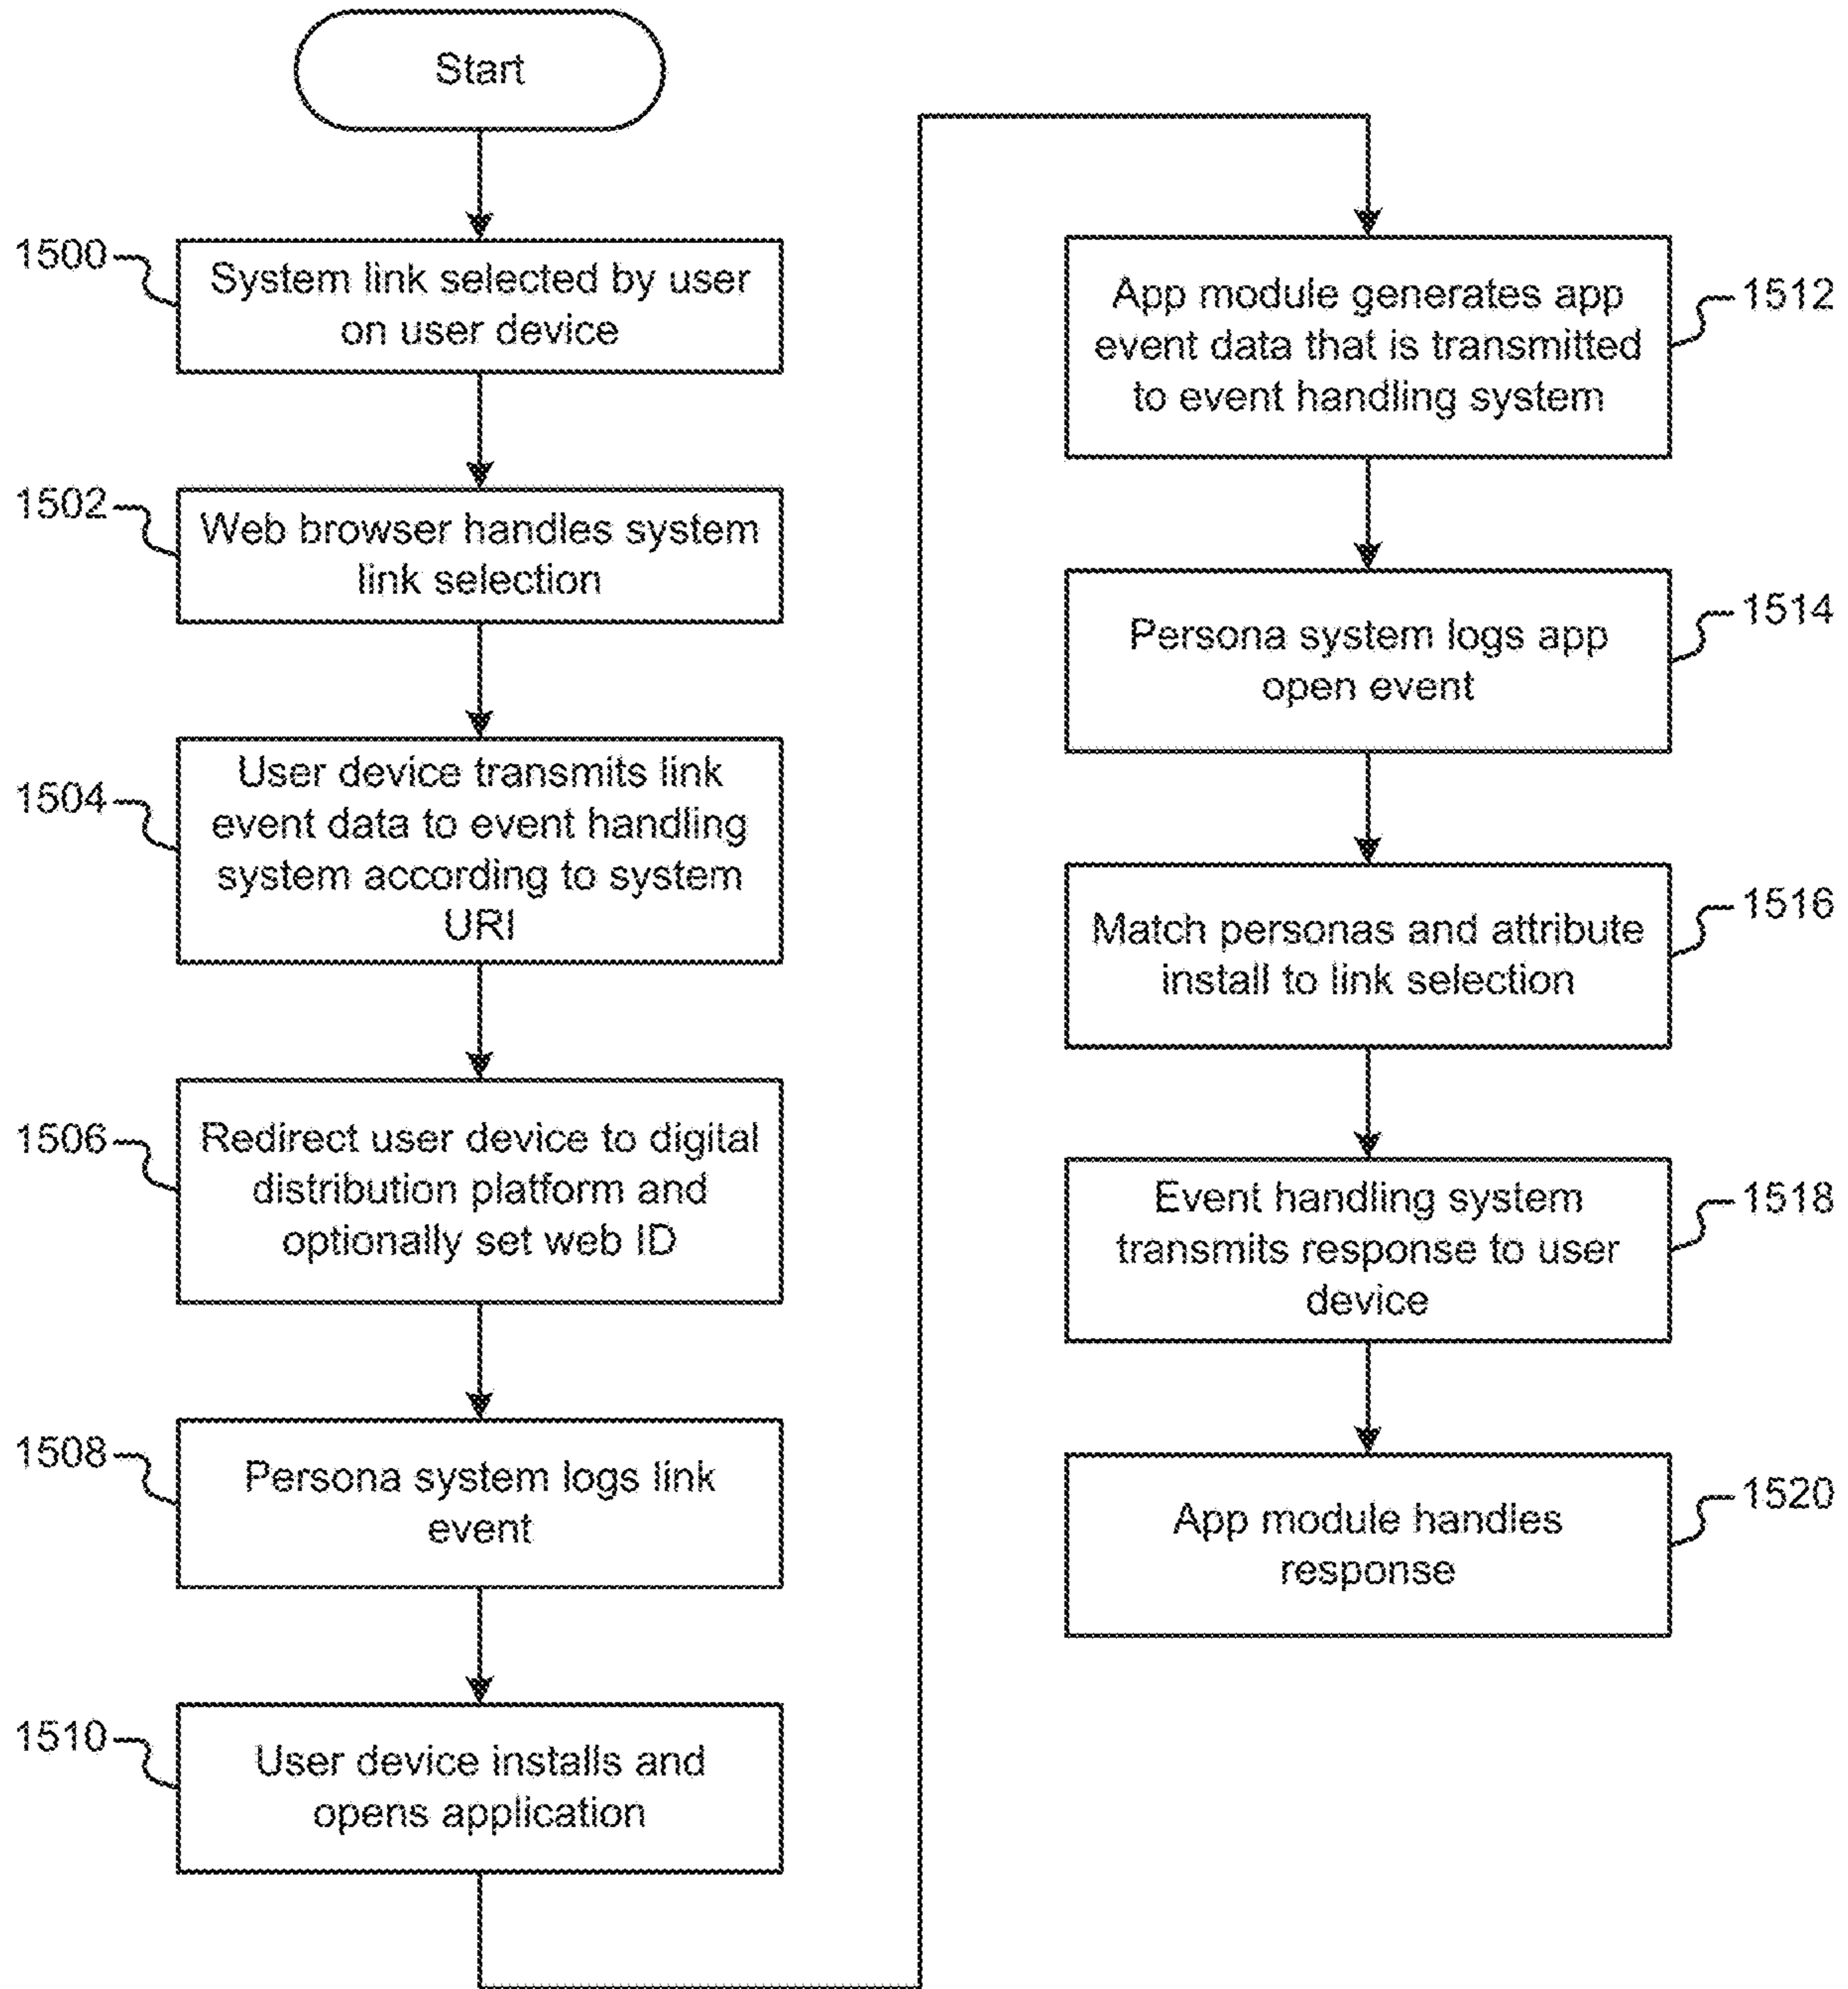 Start
1500
System link selected by user
on user device
1502
Web browser handles system
link selection
1504
User device transmits link
event data to event handling
system according to system
URI
1506
Redirect user device to digital
distribution platform and
optionally set web ID
1508
Persona system logs link
event
1510
User device installs and
opens application
1512
App module generates app
event data that is transmitted
to event handling system
1514
Persona system logs app
open event
1516
Match personas and attribute
install to link selection
1518
Event handling system
transmits response to user
device
1520
App module handles
response